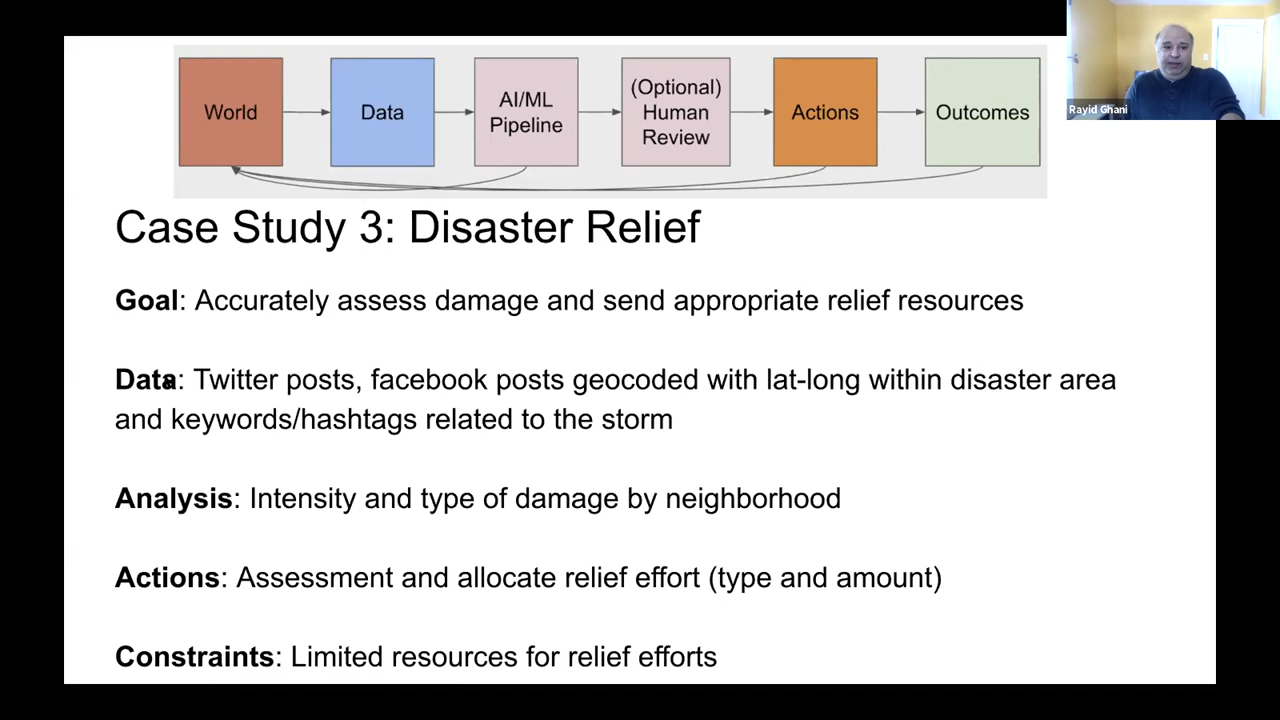 World
Data
AI/ML
Pipeline
(Optional)
Human
Review
Actions
Outcomes
Rayid Ghani
Case Study 3: Disaster Relief
Goal: Accurately assess damage and send appropriate relief resources
Data: Twitter posts, facebook posts geocoded with lat-long within disaster area
and keywords/hashtags related to the storm
Analysis: Intensity and type of damage by neighborhood
Actions: Assessment and allocate relief effort (type and amount)
Constraints: Limited resources for relief efforts